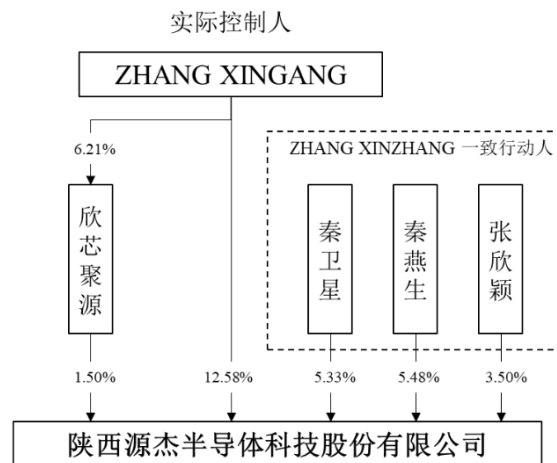 实际控制人
ZHANG XINGANG
6.21%
ZHANG XINZHANG 一致行动人
欣芯聚源
秦卫星
秦燕生
张欣颖
1.50%
12.58%
5.33%
5.48%
3.50%
陕西源杰半导体科技股份有限公司